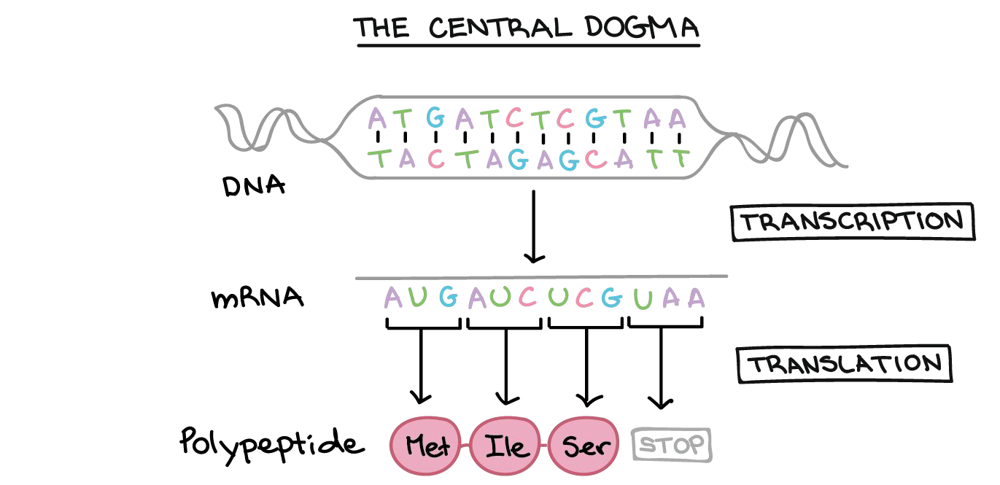 THE CENTRAL DOGMA
A T G A T C T C G T A A
T A C T A G A G C A T T
DNA
TRANSCRIPTION
mRNA A U G A U C U C G U A A
TRANSLATION
Polypeptide Met Ile Ser STOP